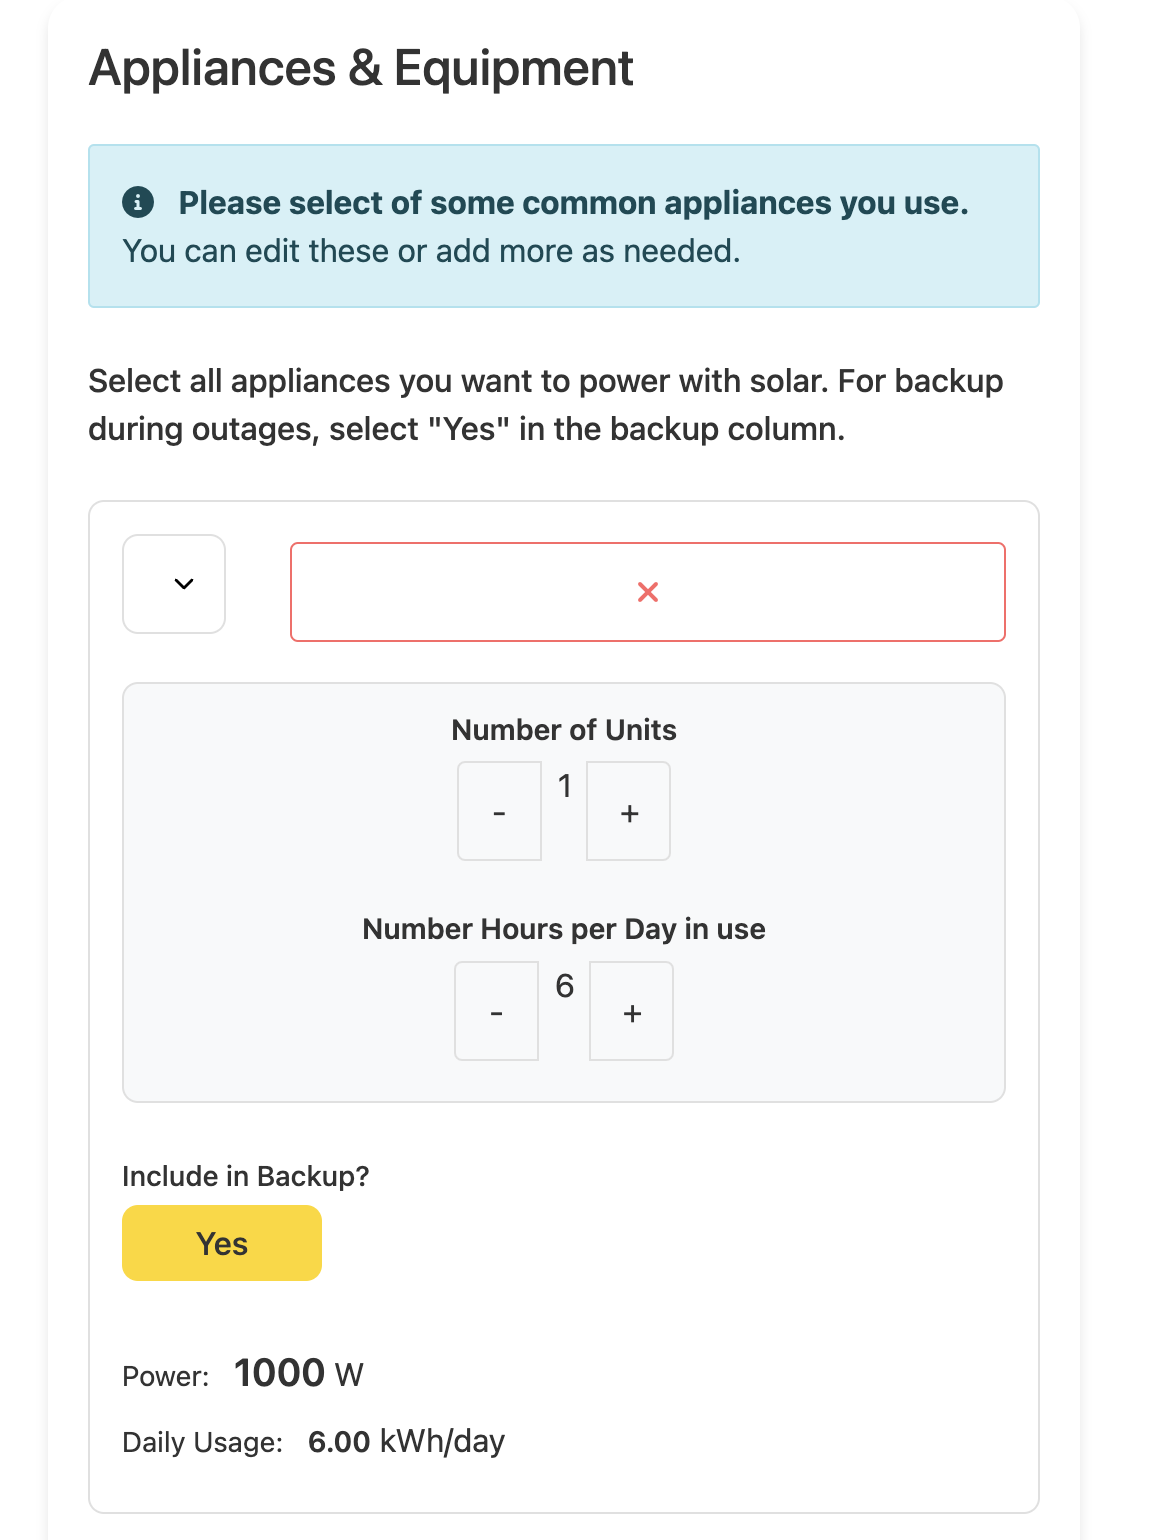 Appliances & Equipment
Please select of some common appliances you use.
You can edit these or add more as needed.
Select all appliances you want to power with solar. For backup
during outages, select "Yes" in the backup column.
Number of Units
- 1 +
Number Hours per Day in use
- 6 +
Include in Backup?
Yes
Power: 1000 W
Daily Usage: 6.00 kWh/day